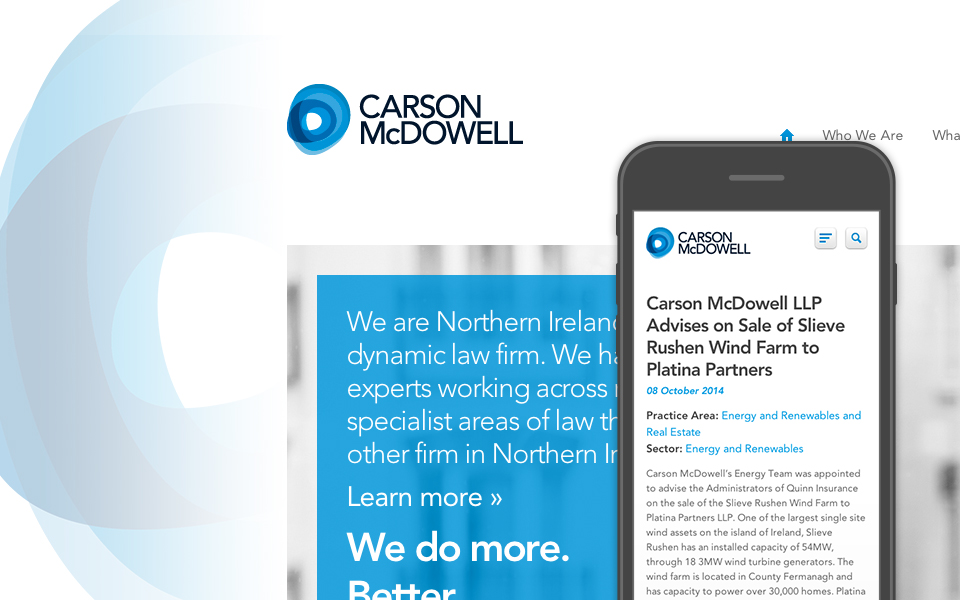 CARSON
McDOWELL
Who We Are
We are Northern
dynamic law firm. We
experts working across
specialist areas of law
other firm in Northern
Learn more »
We do more.
Better
CARSON
McDOWELL
Carson McDowell LLP
Advises on Sale of Slieve
Rushen Wind Farm to
Platina Partners
08 October 2014
Practice Area: Energy and Renewables and
Real Estate
Sector: Energy and Renewables
Carson McDowell's Energy Team was appointed
to advise the Administrators of Quinn Insurance
on the sale of the Slieve Rushen Wind Farm to
Platina Partners LLP. One of the largest single site
wind assets on the island of Ireland, Slieve
Rushen has an installed capacity of 54MW,
through 18 3MW wind turbine generators. The
wind farm is located in County Fermanagh and
has capacity to power over 30,000 homes. Platina